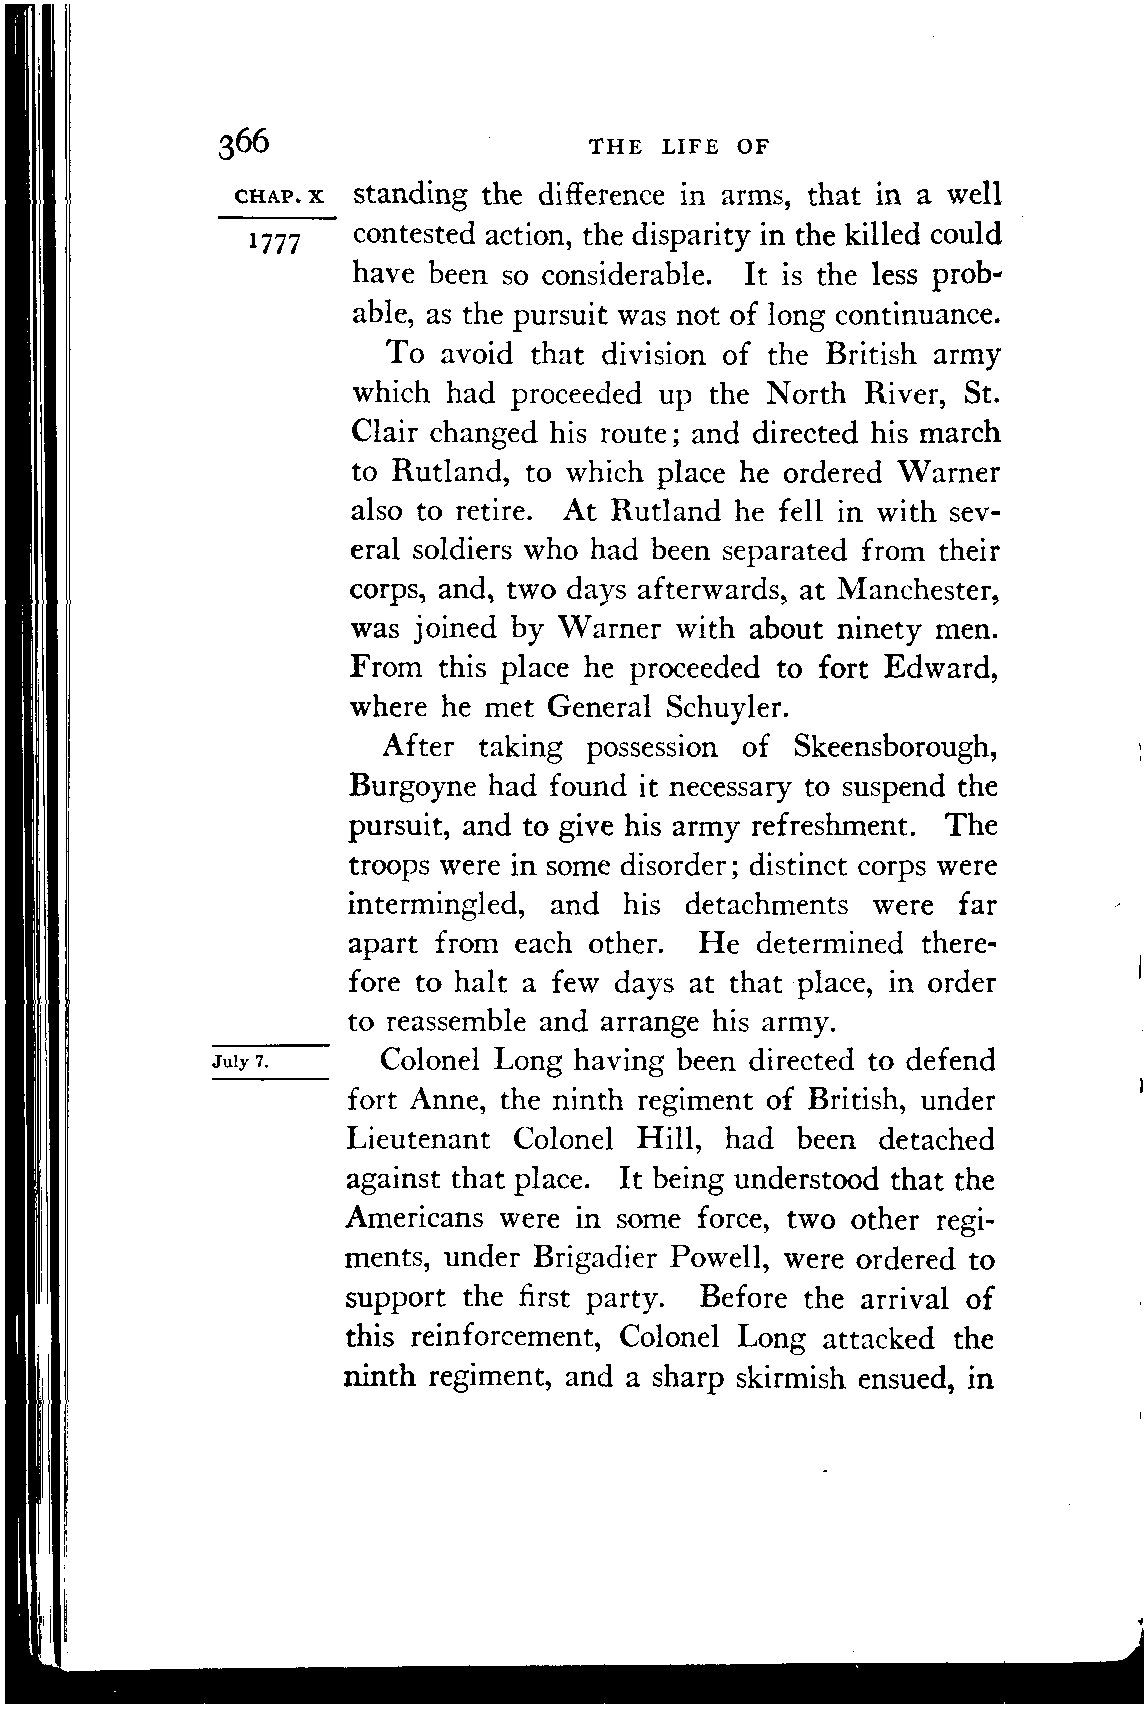 366 THE LIFE OF
CHAP. X standing the difference in arms, that in a well
1777 contested action, the disparity in the killed could
have been so considerable. It is the less prob-
able, as the pursuit was not of long continuance.
To avoid that division of the British army
which had proceeded up the North River, St.
Clair changed his route; and directed his march
to Rutland, to which place he ordered Warner
also to retire. At Rutland he fell in with sev-
eral soldiers who had been separated from their
corps, and, two days afterwards, at Manchester,
was joined by Warner with about ninety men.
From this place he proceeded to fort Edward,
where he met General Schuyler.
After taking possession of Skeensborough,
Burgoyne had found it necessary to suspend the
pursuit, and to give his army refreshment. The
troops were in some disorder; distinct corps were
intermingled, and his detachments were far
apart from each other. He determined there-
fore to halt a few days at that place, in order
to reassemble and arrange his army.
July 7. Colonel Long having been directed to defend
fort Anne, the ninth regiment of British, under
Lieutenant Colonel Hill, had been detached
against that place. It being understood that the
Americans were in some force, two other regi-
ments, under Brigadier Powell, were ordered to
support the first party. Before the arrival of
this reinforcement, Colonel Long attacked the
ninth regiment, and a sharp skirmish ensued, in